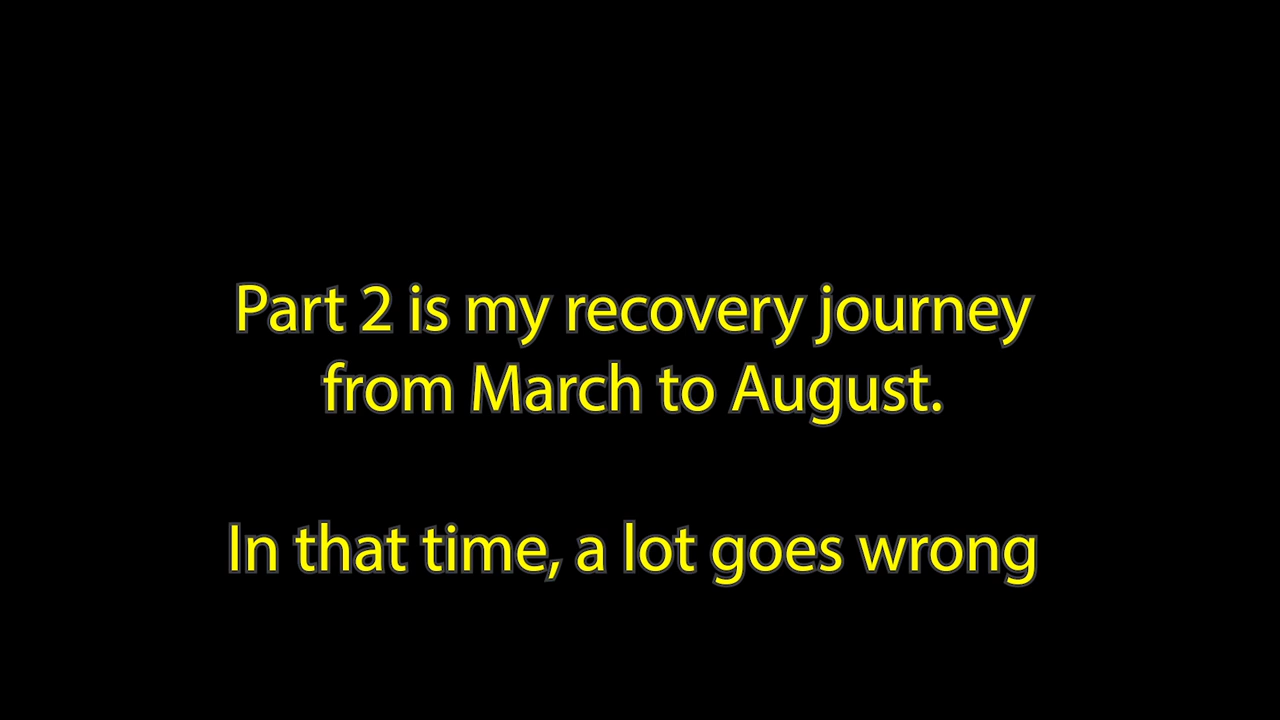 Part 2 is my recovery journey
from March to August.
In that time, a lot goes wrong